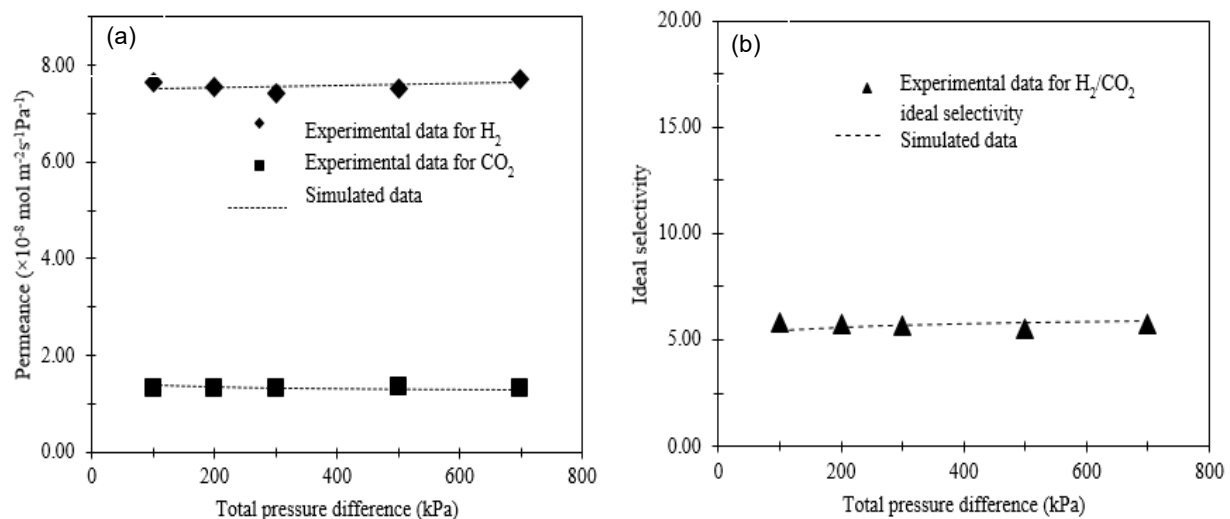 (a)
8.00
6.00
4.00
2.00
0.00
Permeance (×10⁻⁸ mol m⁻²s⁻¹Pa⁻¹)
Experimental data for H₂
Experimental data for CO₂
Simulated data
0 200 400 600 800
Total pressure difference (kPa)
(b)
20.00
15.00
10.00
5.00
0.00
Ideal selectivity
Experimental data for H₂/CO₂
ideal selectivity
Simulated data
0 200 400 600 800
Total pressure difference (kPa)